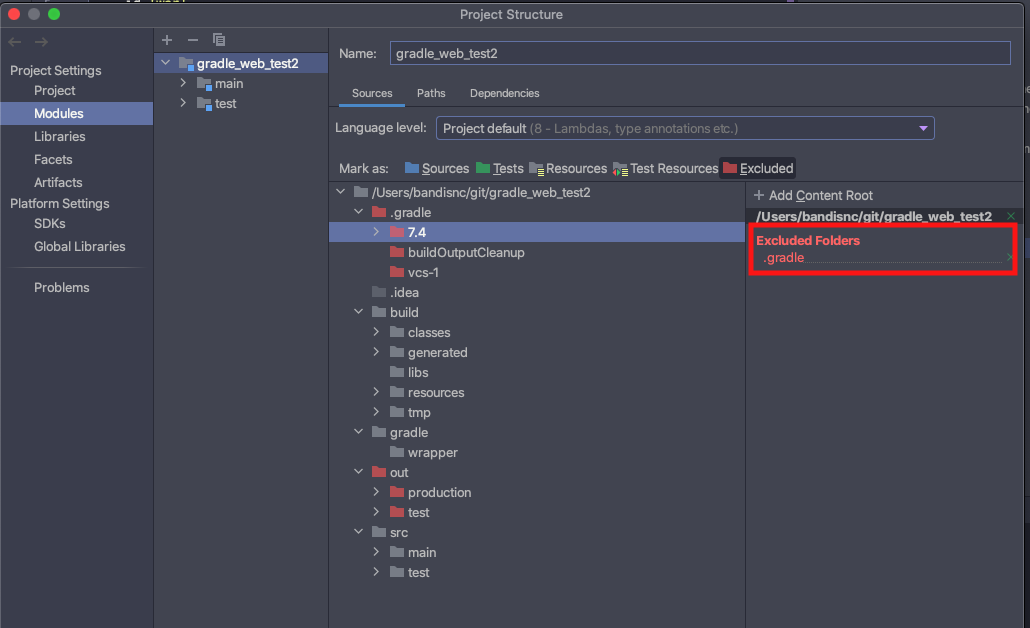 Project Structure
Project Settings
Project
Modules
Libraries
Facets
Artifacts
Platform Settings
SDKs
Global Libraries
Problems
gradle_web_test2
main
test
Name: gradle_web_test2
Sources Paths Dependencies
Language level: Project default (8 - Lambdas, type annotations etc.)
Mark as: Sources Tests Resources Test Resources Excluded
/Users/bandisnc/git/gradle_web_test2
.gradle
7.4
buildOutputCleanup
vcs-1
.idea
build
classes
generated
libs
resources
tmp
gradle
wrapper
out
production
test
src
main
test
+ Add Content Root
/Users/bandisnc/git/gradle_web_test2
Excluded Folders
.gradle